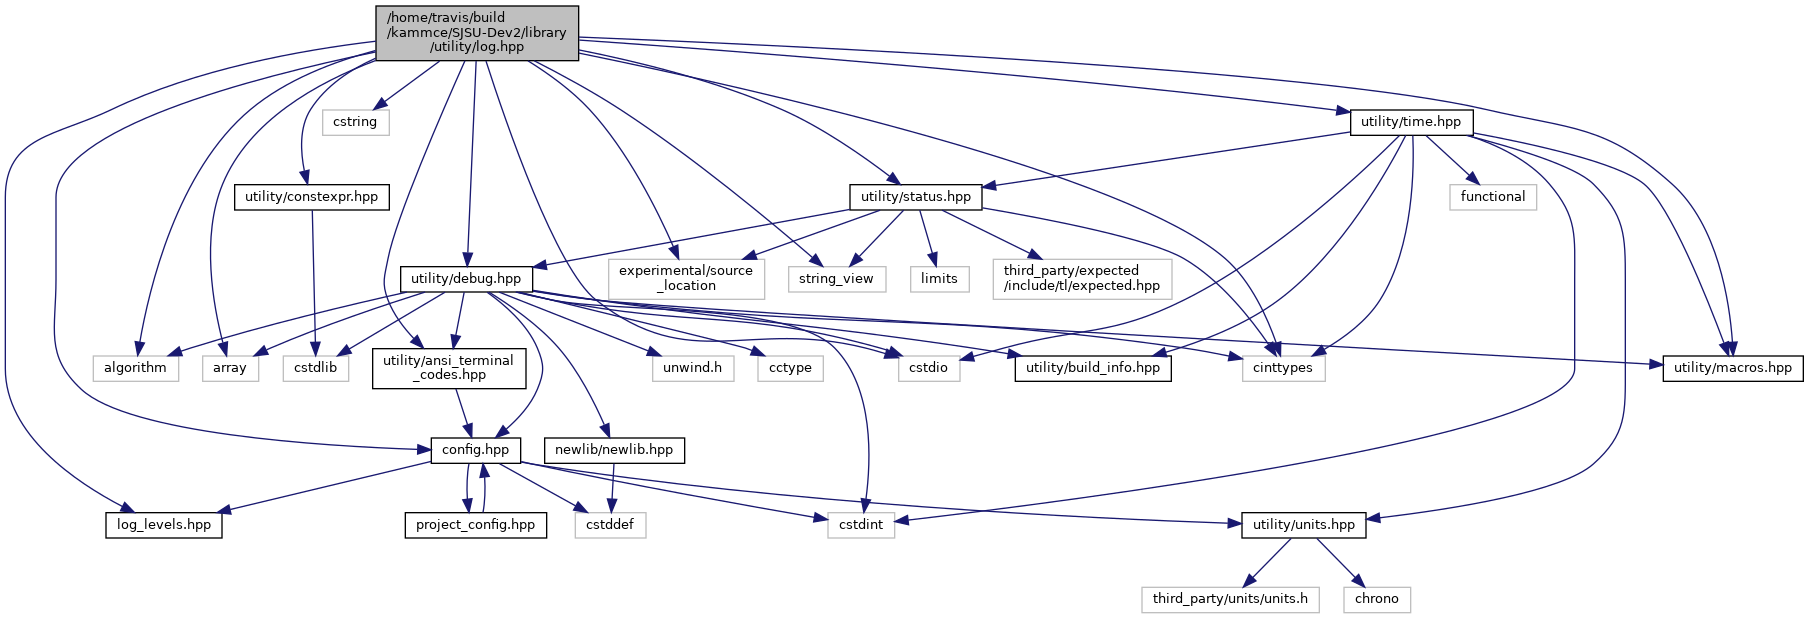 /home/travis/build
/kammce/SJSU-Dev2/library
/utility/log.hpp
cstring
utility/time.hpp
utility/constexpr.hpp
utility/status.hpp
functional
utility/debug.hpp
experimental/source
_location
string_view
limits
third_party/expected
/include/tl/expected.hpp
algorithm
array
cstdlib
utility/ansi_terminal
_codes.hpp
unwind.h
cctype
cstdio
utility/build_info.hpp
cinttypes
utility/macros.hpp
config.hpp
newlib/newlib.hpp
log_levels.hpp
project_config.hpp
cstddef
cstdint
utility/units.hpp
third_party/units/units.h
chrono